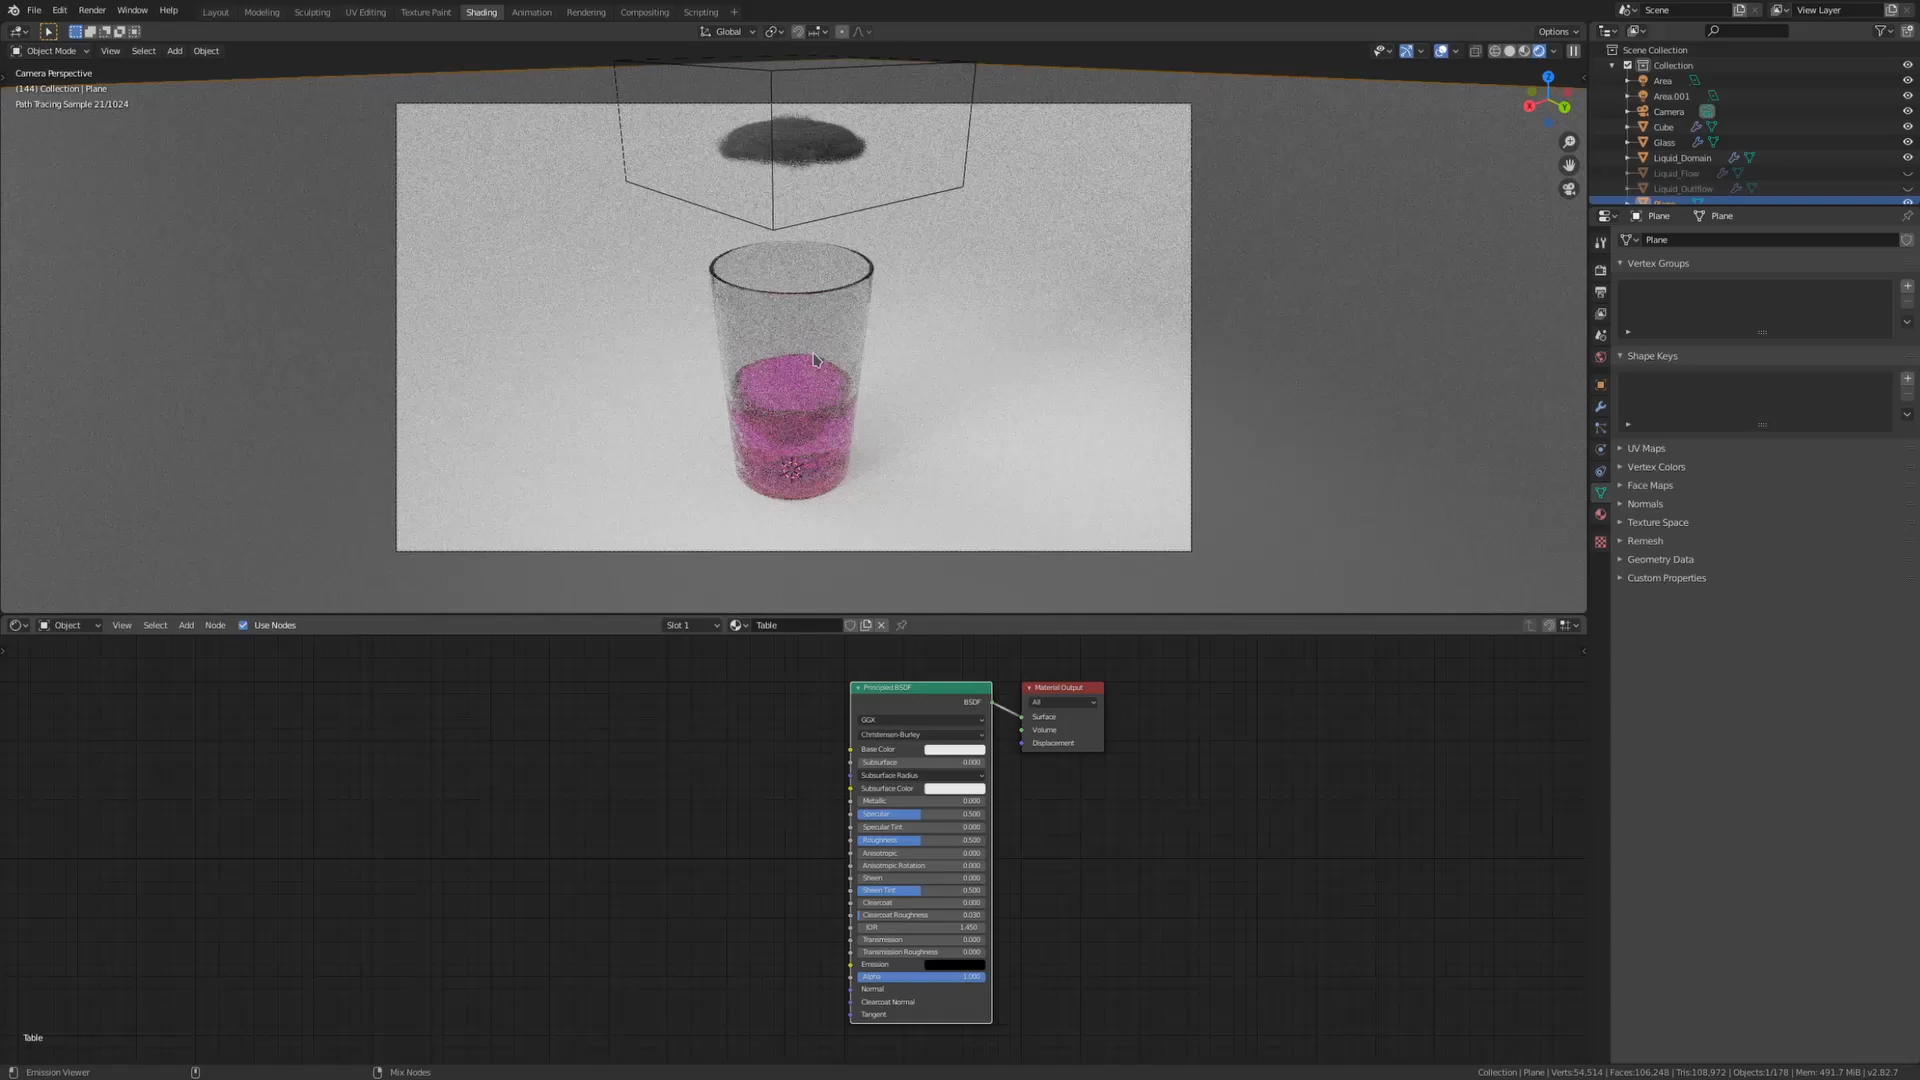 File Edit Render Window Help
Layout Modeling Sculpting UV Editing Texture Paint Shading Animation Rendering Compositing Scripting +
Scene
View Layer
Global
Options
Object Mode View Select Add Object
Camera Perspective
(144) Collection | Plane
Path Tracing Sample 21/1024
Z
X
Y
Scene Collection
Collection
Area
Area.001
Camera
Cube
Glass
Liquid_Domain
Liquid_Flow
Liquid_Outlflow
Plane
Plane Plane
Plane
Vertex Groups
Shape Keys
UV Maps
Vertex Colors
Face Maps
Normals
Texture Space
Remesh
Geometry Data
Custom Properties
Object View Select Add Node Use Nodes
Slot 1
Table
Principled BSDF
BSDF
GGX
Christensen-Burley
Base Color
Subsurface 0.000
Subsurface Radius
Subsurface Color
Metallic 0.000
Specular 0.500
Specular Tint 0.000
Roughness 0.500
Anisotropic 0.000
Anisotropic Rotation 0.000
Sheen 0.000
Sheen Tint 0.500
Clearcoat 0.000
Clearcoat Roughness 0.030
IOR 1.450
Transmission 0.000
Transmission Roughness 0.000
Emission
Alpha 1.000
Normal
Clearcoat Normal
Tangent
Material Output
All
Surface
Volume
Displacement
Table
Emission Viewer
Mix Nodes
Collection | Plane | Verts:54,514 | Faces:106,248 | Tris:108,972 | Objects:1/178 | Mem: 491.7 MiB | v2.82.7